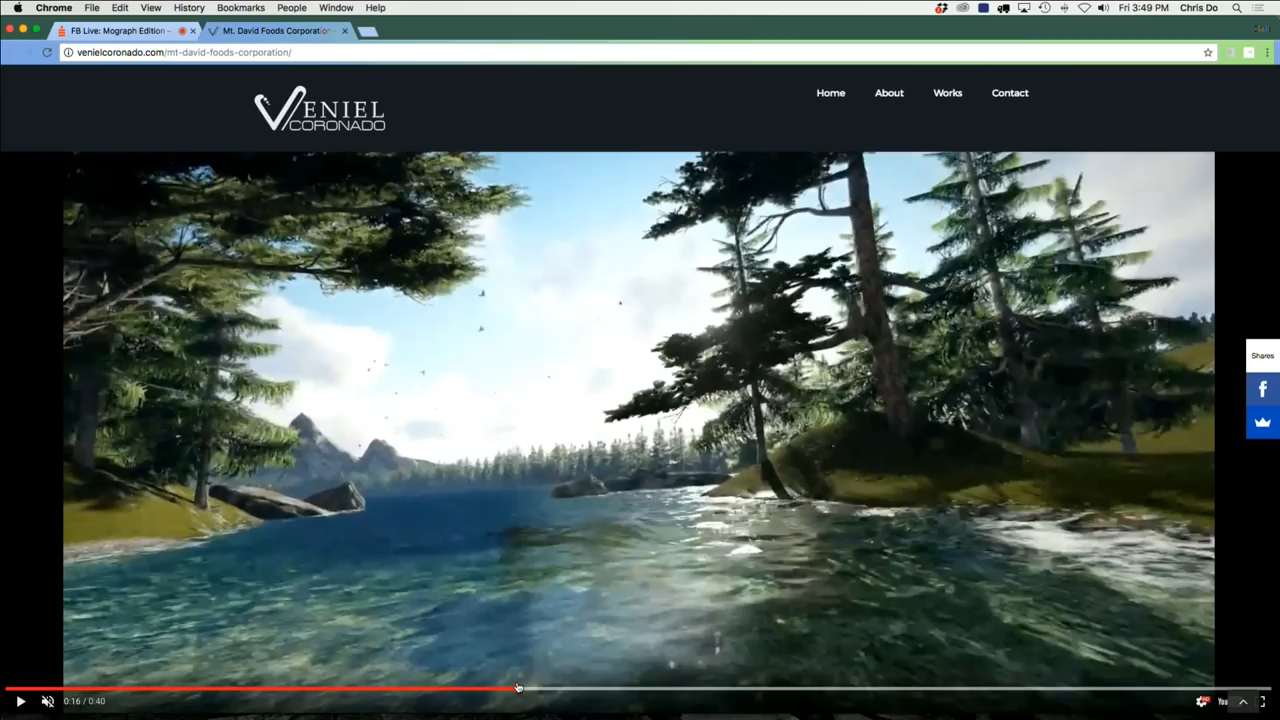 Chrome File Edit View History Bookmarks People Window Help Fri 3:49 PM Chris Do
FB Live: Mograph Edition - Mt. David Foods Corporation
venielcoronado.com/mt-david-foods-corporation/
VENIEL
CORONADO
Home About Works Contact
Shares
0:16 / 0:40
HD
You